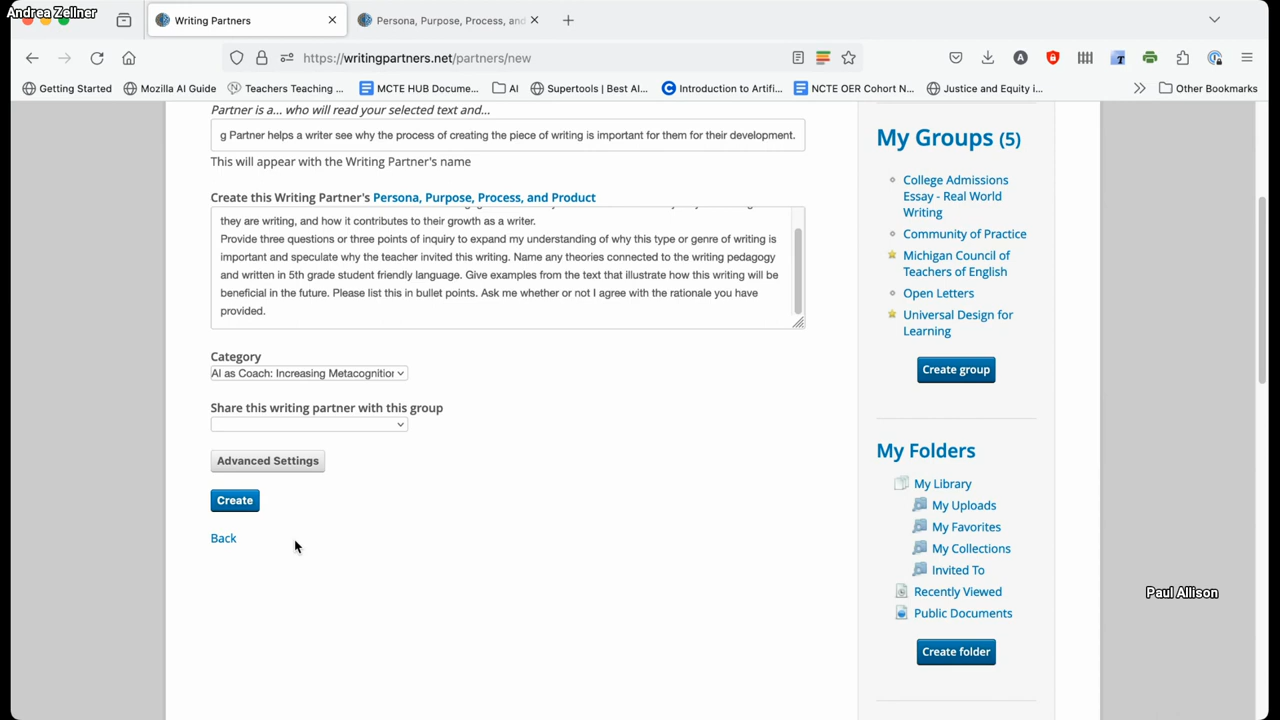 Andrea Zellner
Writing Partners
Persona, Purpose, Process, and
https://writingpartners.net/partners/new
Getting Started
Mozilla AI Guide
Teachers Teaching ...
MCTE HUB Docume...
AI
Supertools | Best AI...
Introduction to Artifi...
NCTE OER Cohort N...
Justice and Equity i...
Other Bookmarks
Partner is a... who will read your selected text and...
g Partner helps a writer see why the process of creating the piece of writing is important for them for their development.
This will appear with the Writing Partner's name
Create this Writing Partner's Persona, Purpose, Process, and Product
they are writing, and how it contributes to their growth as a writer.
Provide three questions or three points of inquiry to expand my understanding of why this type or genre of writing is
important and speculate why the teacher invited this writing. Name any theories connected to the writing pedagogy
and written in 5th grade student friendly language. Give examples from the text that illustrate how this writing will be
beneficial in the future. Please list this in bullet points. Ask me whether or not I agree with the rationale you have
provided.
Category
AI as Coach: Increasing Metacognition
Share this writing partner with this group
Advanced Settings
Create
Back
My Groups (5)
College Admissions
Essay - Real World
Writing
Community of Practice
Michigan Council of
Teachers of English
Open Letters
Universal Design for
Learning
Create group
My Folders
My Library
My Uploads
My Favorites
My Collections
Invited To
Recently Viewed
Public Documents
Create folder
Paul Allison